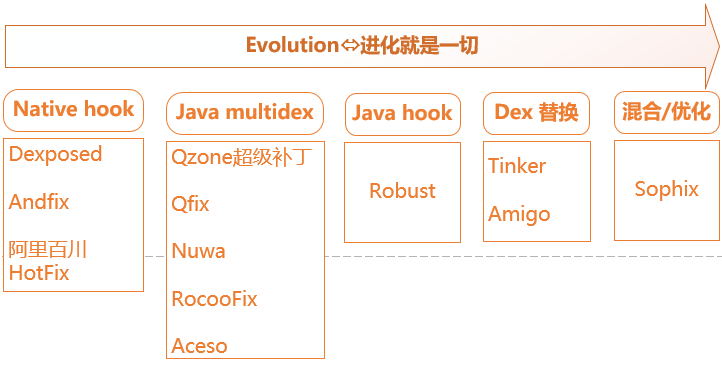 Evolution⇔进化就是一切
Native hook
Dexposed
Andfix
阿里百川
HotFix
Java multidex
Qzone超级补丁
Qfix
Nuwa
RocooFix
Aceso
Java hook
Robust
Dex 替换
Tinker
Amigo
混合/优化
Sophix